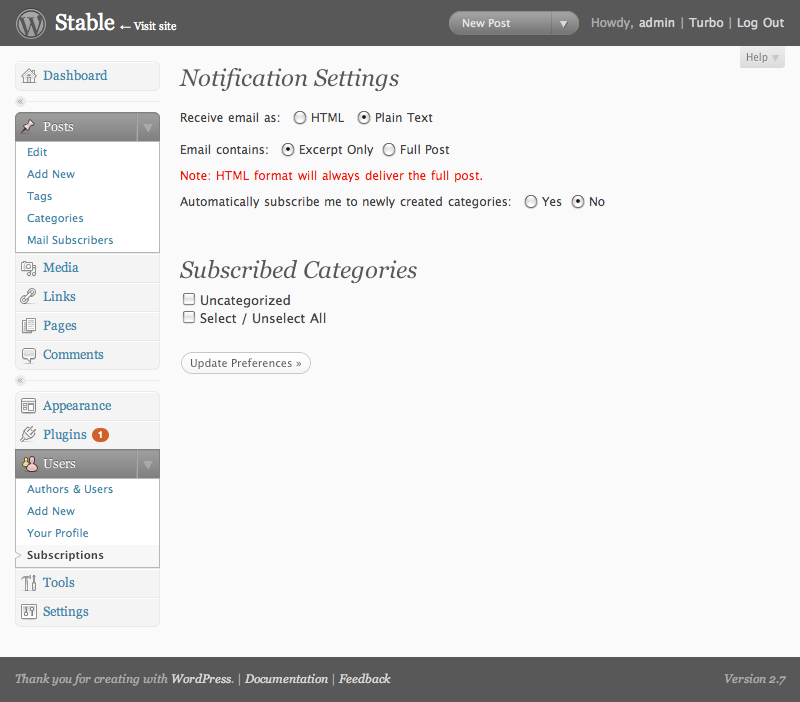 Stable ← Visit site
New Post ▼
Howdy, admin | Turbo | Log Out
Help ▼
Dashboard
Posts
Edit
Add New
Tags
Categories
Mail Subscribers
Media
Links
Pages
Comments
Appearance
Plugins 1
Users
Authors & Users
Add New
Your Profile
Subscriptions
Tools
Settings
Notification Settings
Receive email as: HTML Plain Text
Email contains: Excerpt Only Full Post
Note: HTML format will always deliver the full post.
Automatically subscribe me to newly created categories: Yes No
Subscribed Categories
Uncategorized
Select / Unselect All
Update Preferences »
Thank you for creating with WordPress. | Documentation | Feedback
Version 2.7